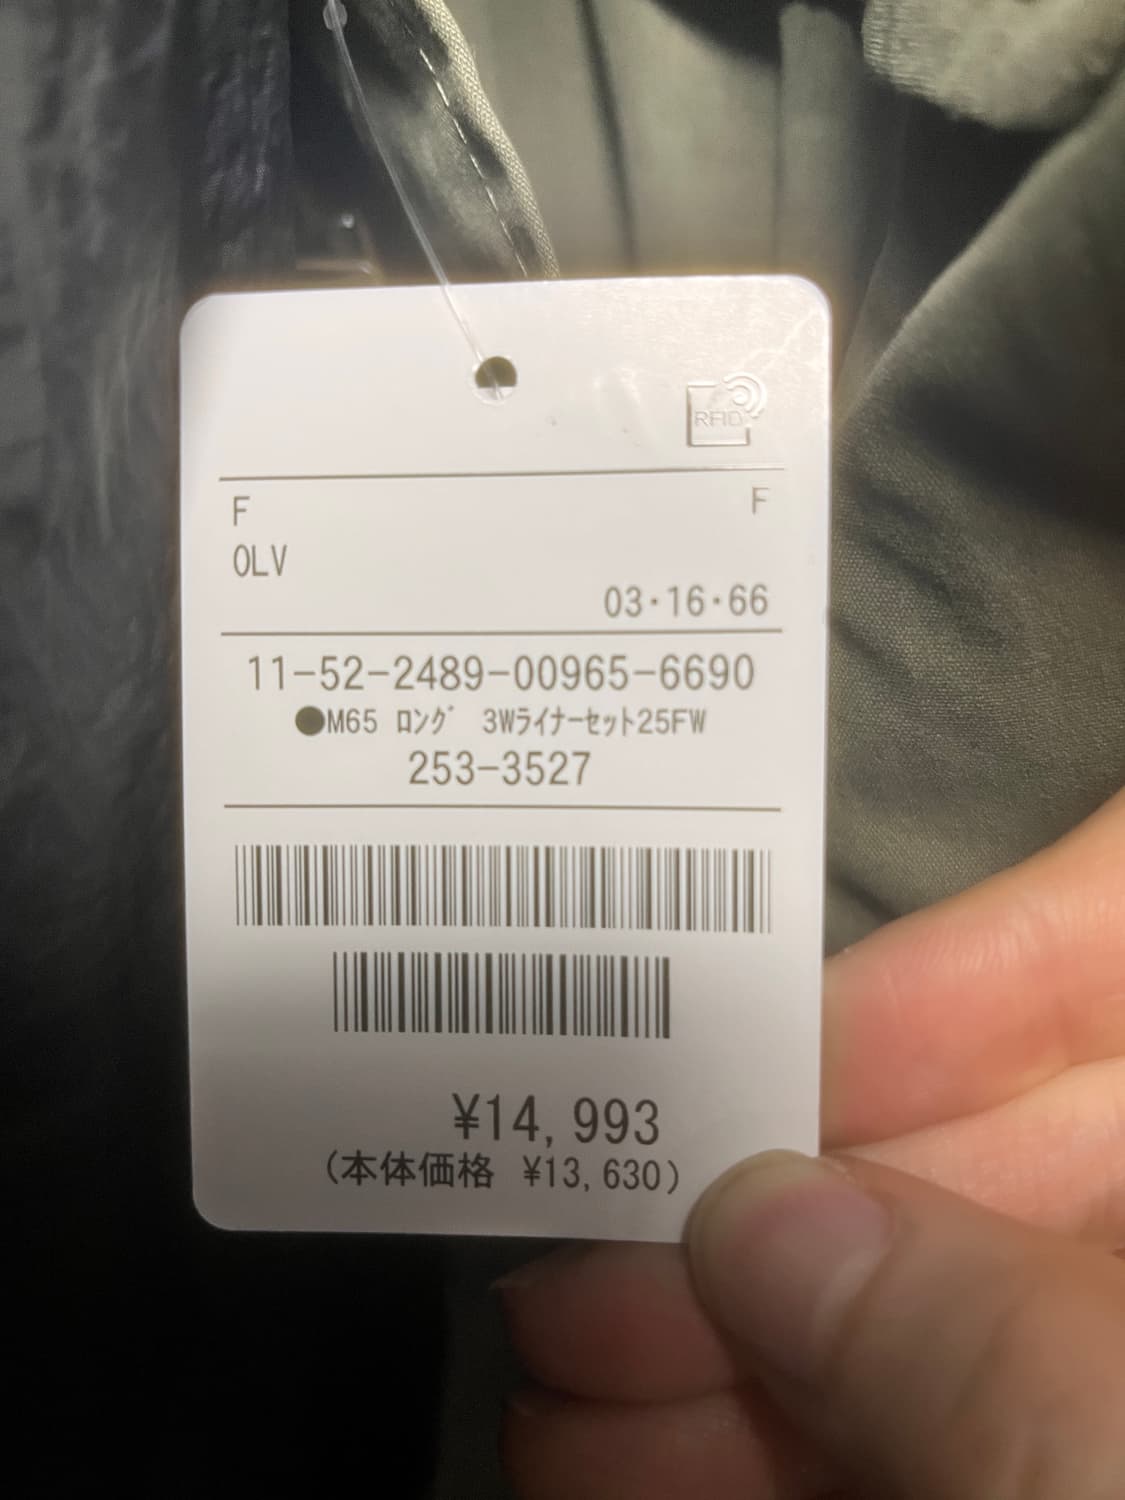 RFID
F F
OLV
03・16・66
11-52-2489-00965-6690
●M65 ﾛﾝｸﾞ 3Wﾗｲﾅｰｾｯﾄ25FW
253-3527
¥14,993
(本体価格 ¥13,630)